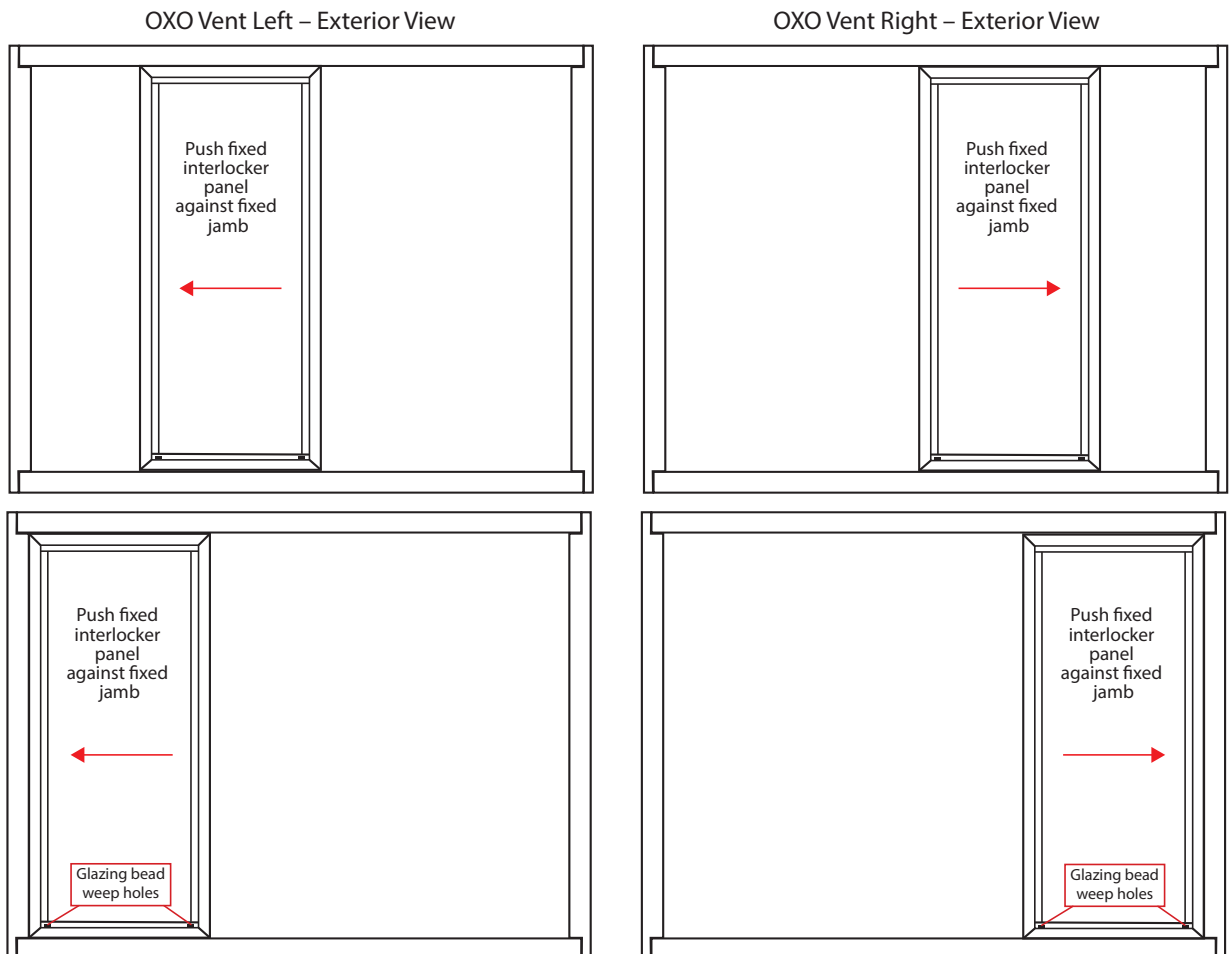 OXO Vent Left – Exterior View
OXO Vent Right – Exterior View
Push fixed
interlocker
panel
against fixed
jamb
Push fixed
interlocker
panel
against fixed
jamb
Push fixed
interlocker
panel
against fixed
jamb
Glazing bead
weep holes
Push fixed
interlocker
panel
against fixed
jamb
Glazing bead
weep holes